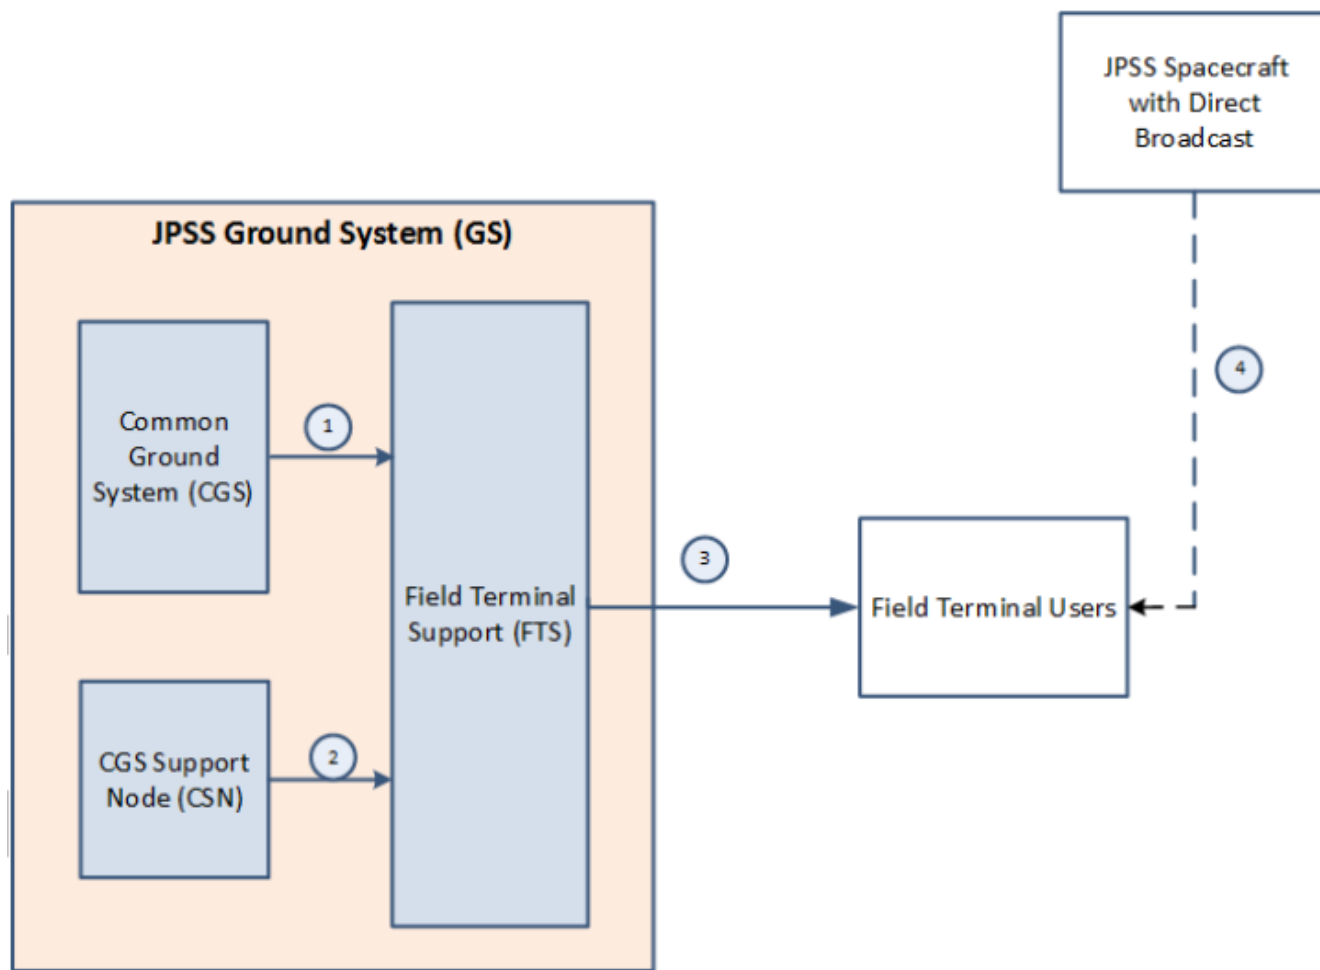 JPSS Spacecraft
with Direct
Broadcast
JPSS Ground System (GS)
Common
Ground
System (CGS)
1
4
3
Field Terminal
Support (FTS)
Field Terminal Users
CGS Support
Node (CSN)
2